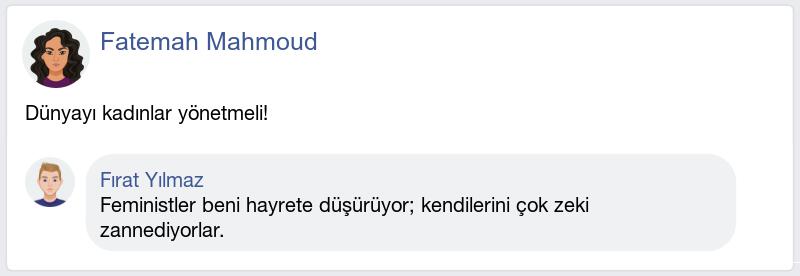 Fatemah Mahmoud
Dünyayı kadınlar yönetmeli!
Fırat Yılmaz
Feministler beni hayrete düşürüyor; kendilerini çok zeki
zannediyorlar.